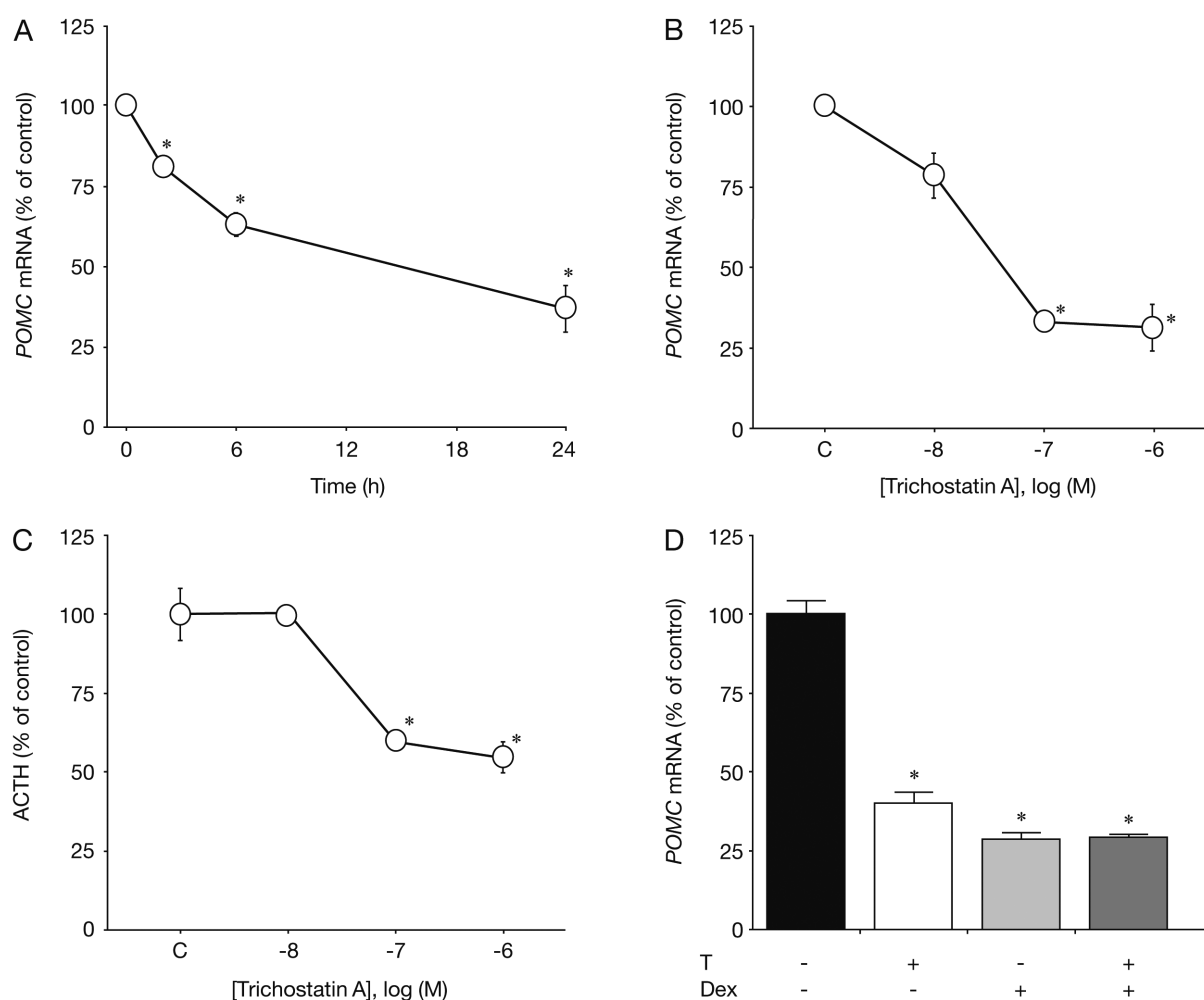 A
125
100
75
50
25
0
POMC mRNA (% of control)
*
*
*
0 6 12 18 24
Time (h)
B
125
100
75
50
25
0
POMC mRNA (% of control)
*
*
C -8 -7 -6
[Trichostatin A], log (M)
C
125
100
75
50
25
0
ACTH (% of control)
*
*
C -8 -7 -6
[Trichostatin A], log (M)
D
125
100
75
50
25
0
POMC mRNA (% of control)
*
*
*
T - + - +
Dex - - + +